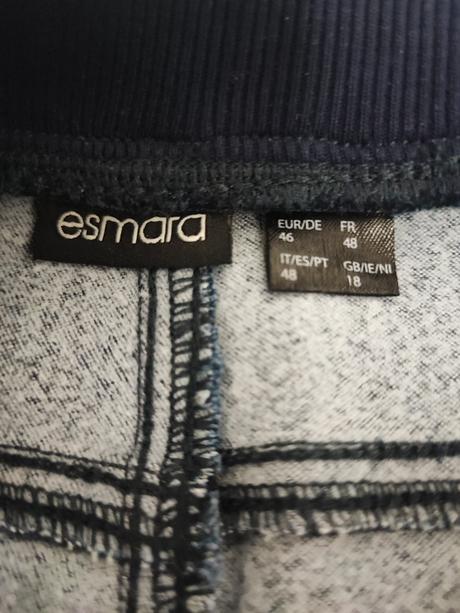 esmara
EUR/DE FR
46 48
IT/ES/PT GB/IE/NI
48 18